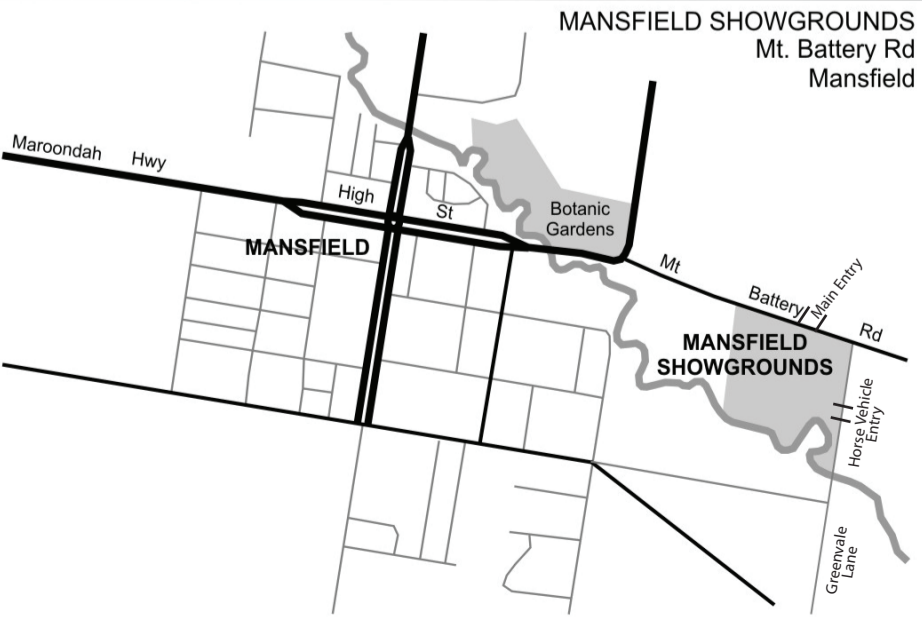 MANSFIELD SHOWGROUNDS
Mt. Battery Rd
Mansfield
Maroondah Hwy
High St
MANSFIELD
Botanic
Gardens
Mt Battery Rd
Main Entry
MANSFIELD
SHOWGROUNDS
Horse Vehicle
Entry
Greenvale
Lane